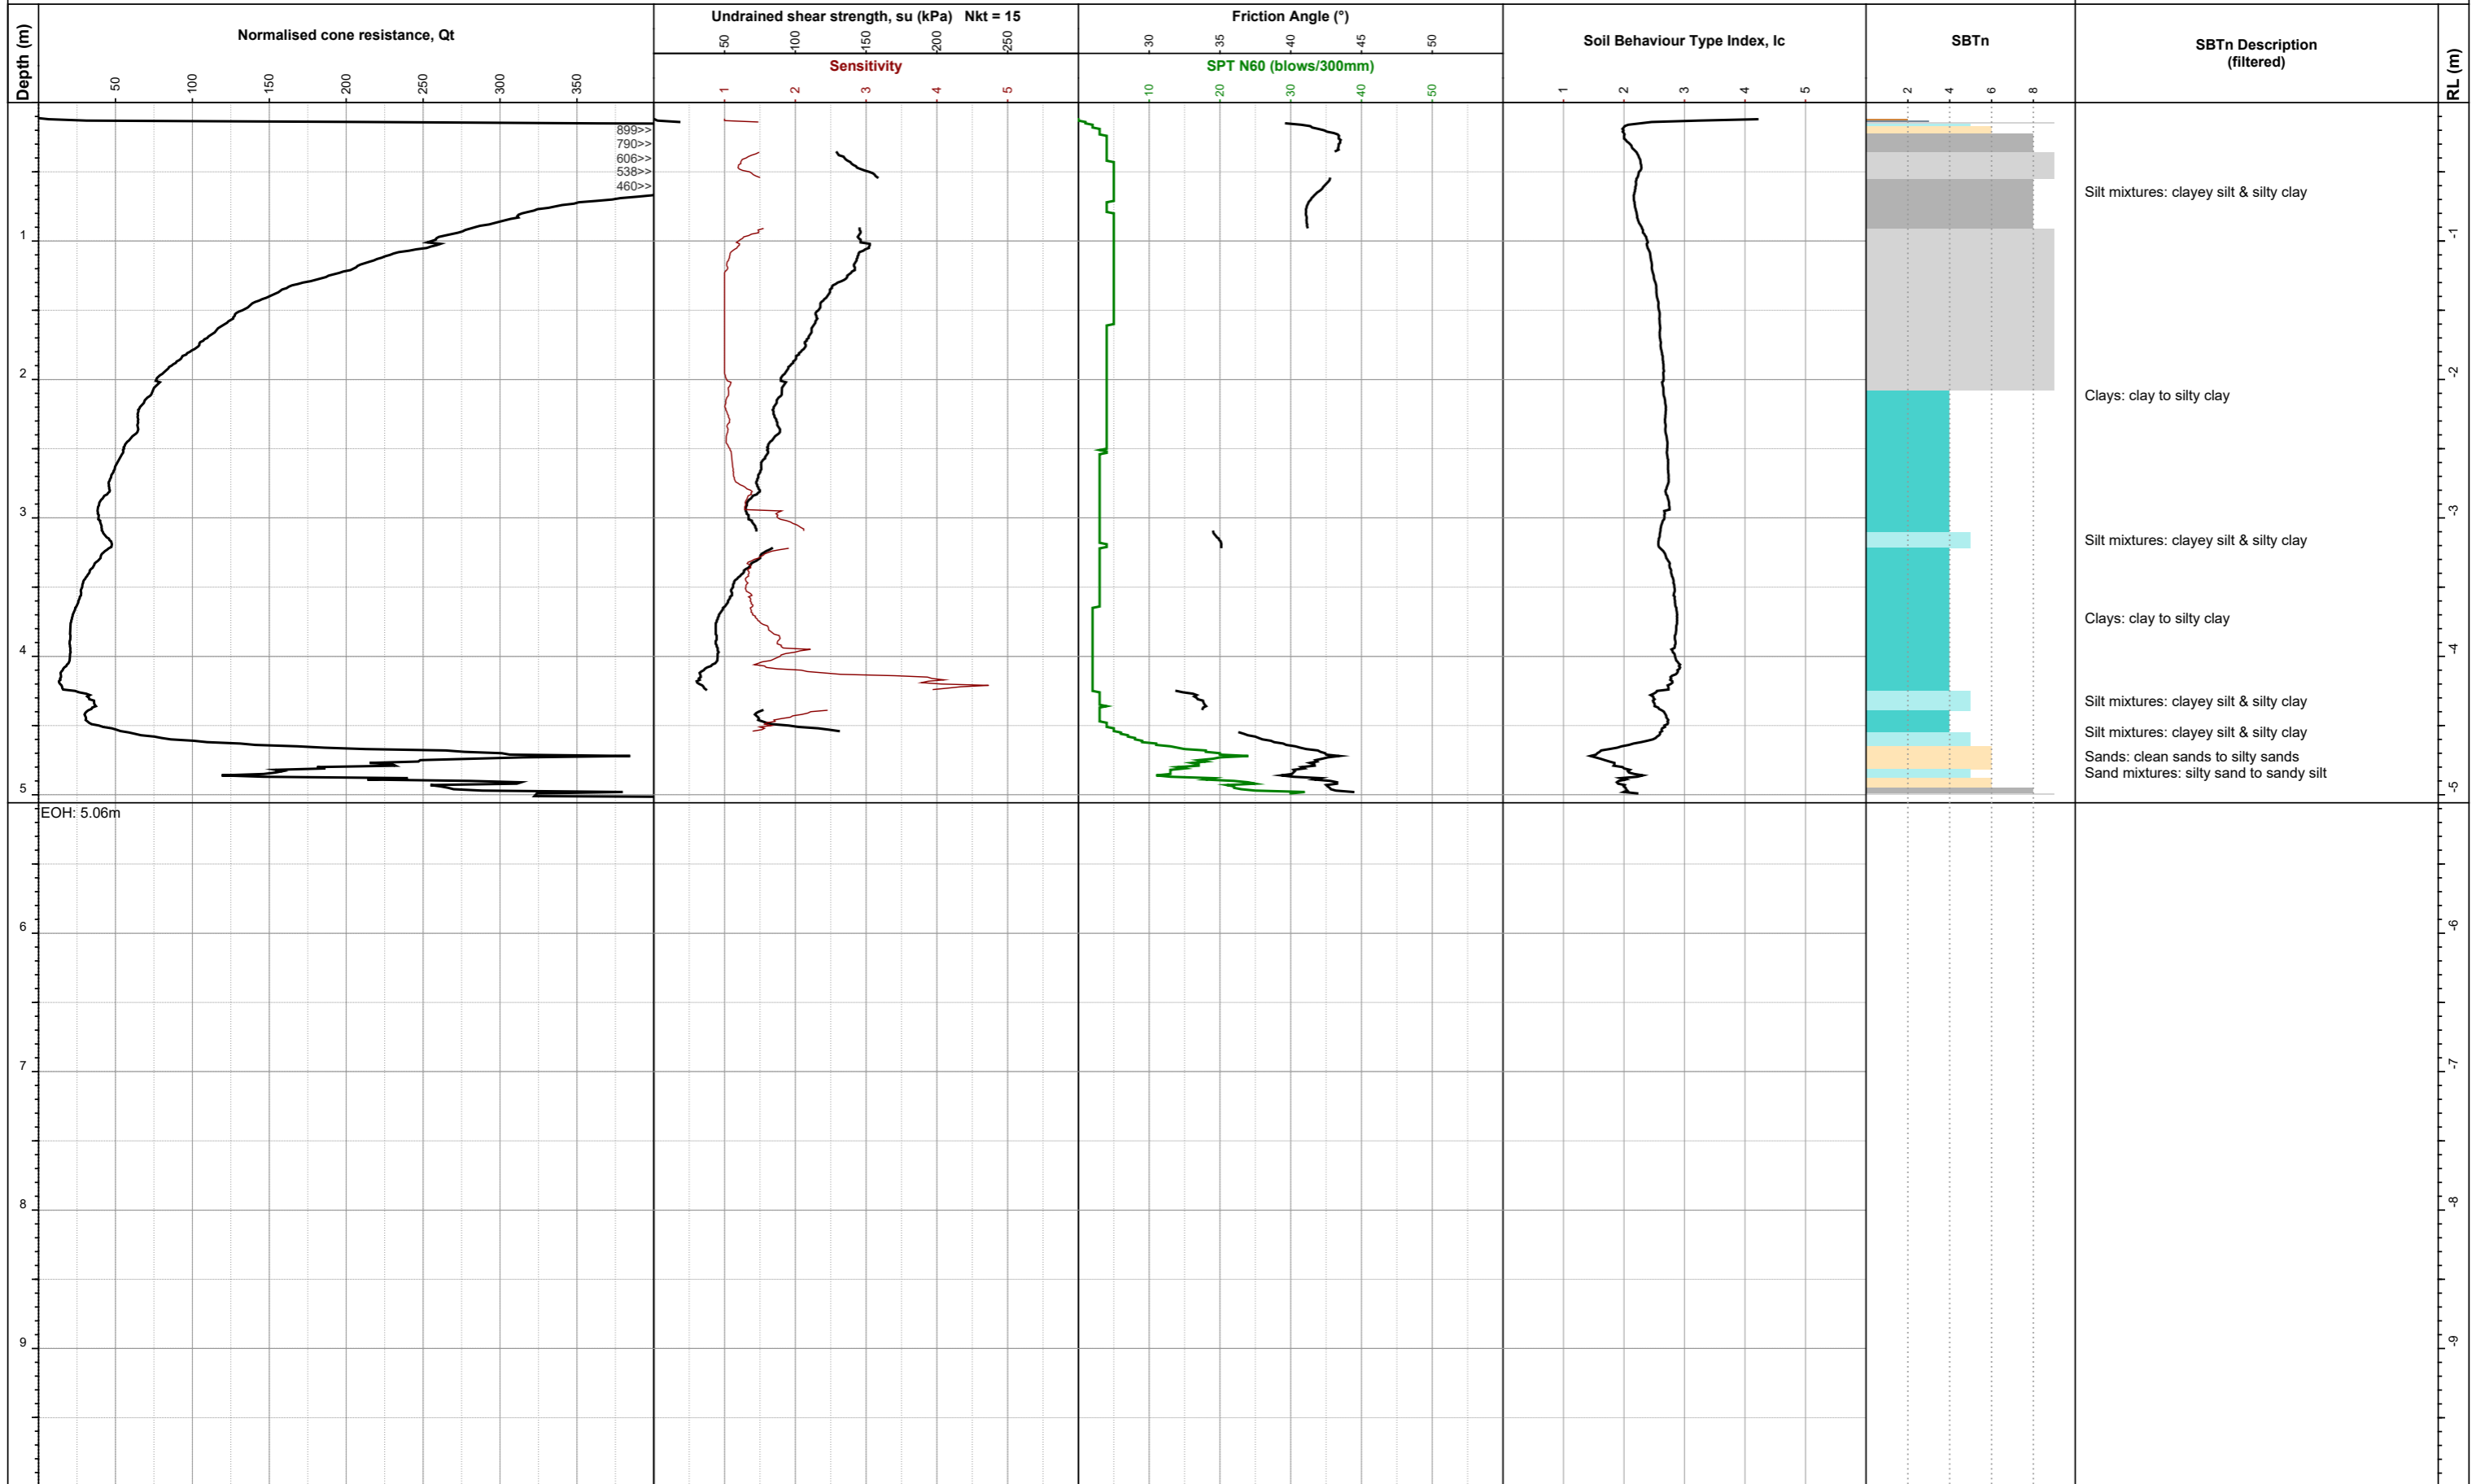 Depth (m)
Normalised cone resistance, Qt
50 100 150 200 250 300 350
Undrained shear strength, su (kPa) Nkt = 15
50 100 150 200 250
Sensitivity
1 2 3 4 5
Friction Angle (°)
30 35 40 45 50
SPT N60 (blows/300mm)
10 20 30 40 50
Soil Behaviour Type Index, Ic
1 2 3 4 5
SBTn
2 4 6 8
SBTn Description
(filtered)
RL (m)
899>>
790>>
606>>
538>>
460>>
Silt mixtures: clayey silt & silty clay
1 -1
2 -2
Clays: clay to silty clay
3 -3
Silt mixtures: clayey silt & silty clay
Clays: clay to silty clay
4 -4
Silt mixtures: clayey silt & silty clay
Silt mixtures: clayey silt & silty clay
Sands: clean sands to silty sands
Sand mixtures: silty sand to sandy silt
5 -5
EOH: 5.06m
6 -6
7 -7
8 -8
9 -9